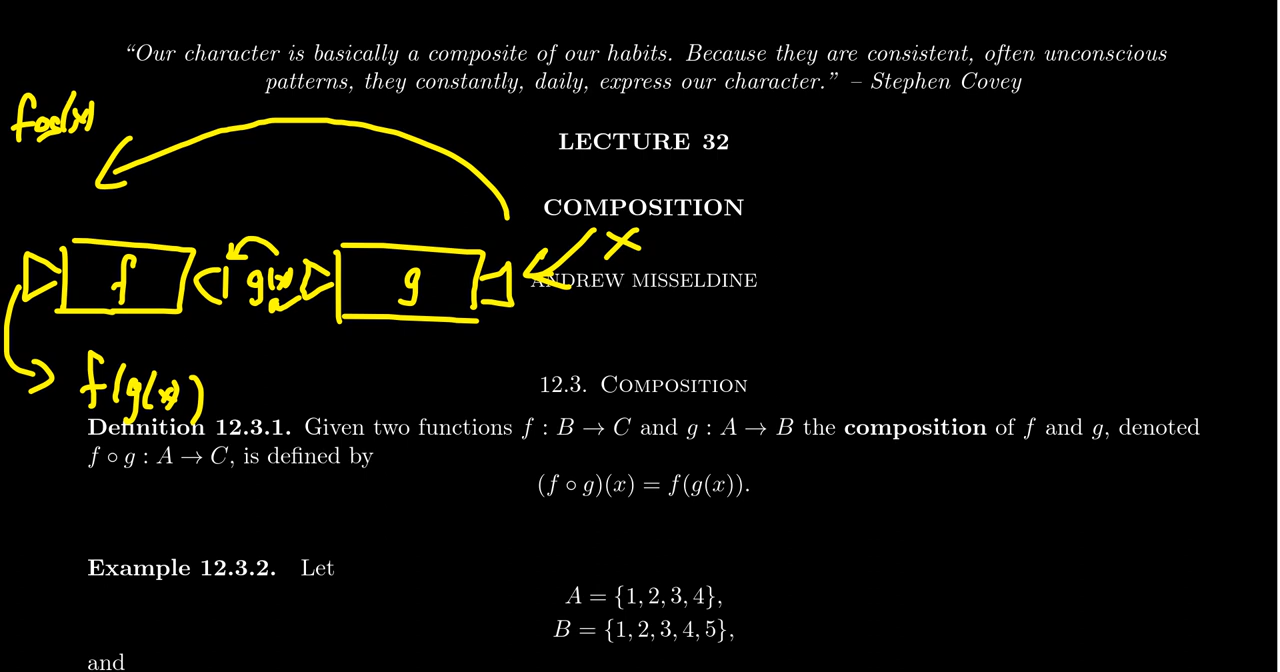 “Our character is basically a composite of our habits. Because they are consistent, often unconscious
patterns, they constantly, daily, express our character.” – Stephen Covey
f∘g(x)
LECTURE 32
COMPOSITION
x
f
g(x)
g
ANDREW MISSELDINE
f(g(x))
12.3. Composition
Definition 12.3.1. Given two functions f : B → C and g : A → B the composition of f and g, denoted
f ∘ g : A → C, is defined by
(f ∘ g)(x) = f(g(x)).
Example 12.3.2. Let
A = {1, 2, 3, 4},
B = {1, 2, 3, 4, 5},
and